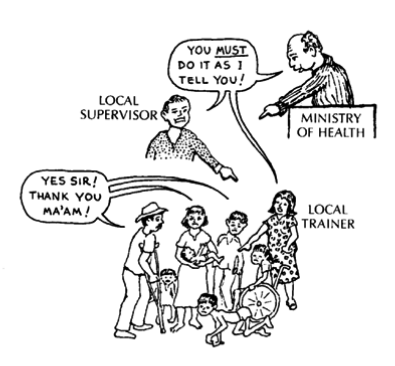 YOU MUST
DO IT AS I
TELL YOU!
LOCAL
SUPERVISOR
MINISTRY
OF HEALTH
YES SIR!
THANK YOU
MA'AM!
LOCAL
TRAINER